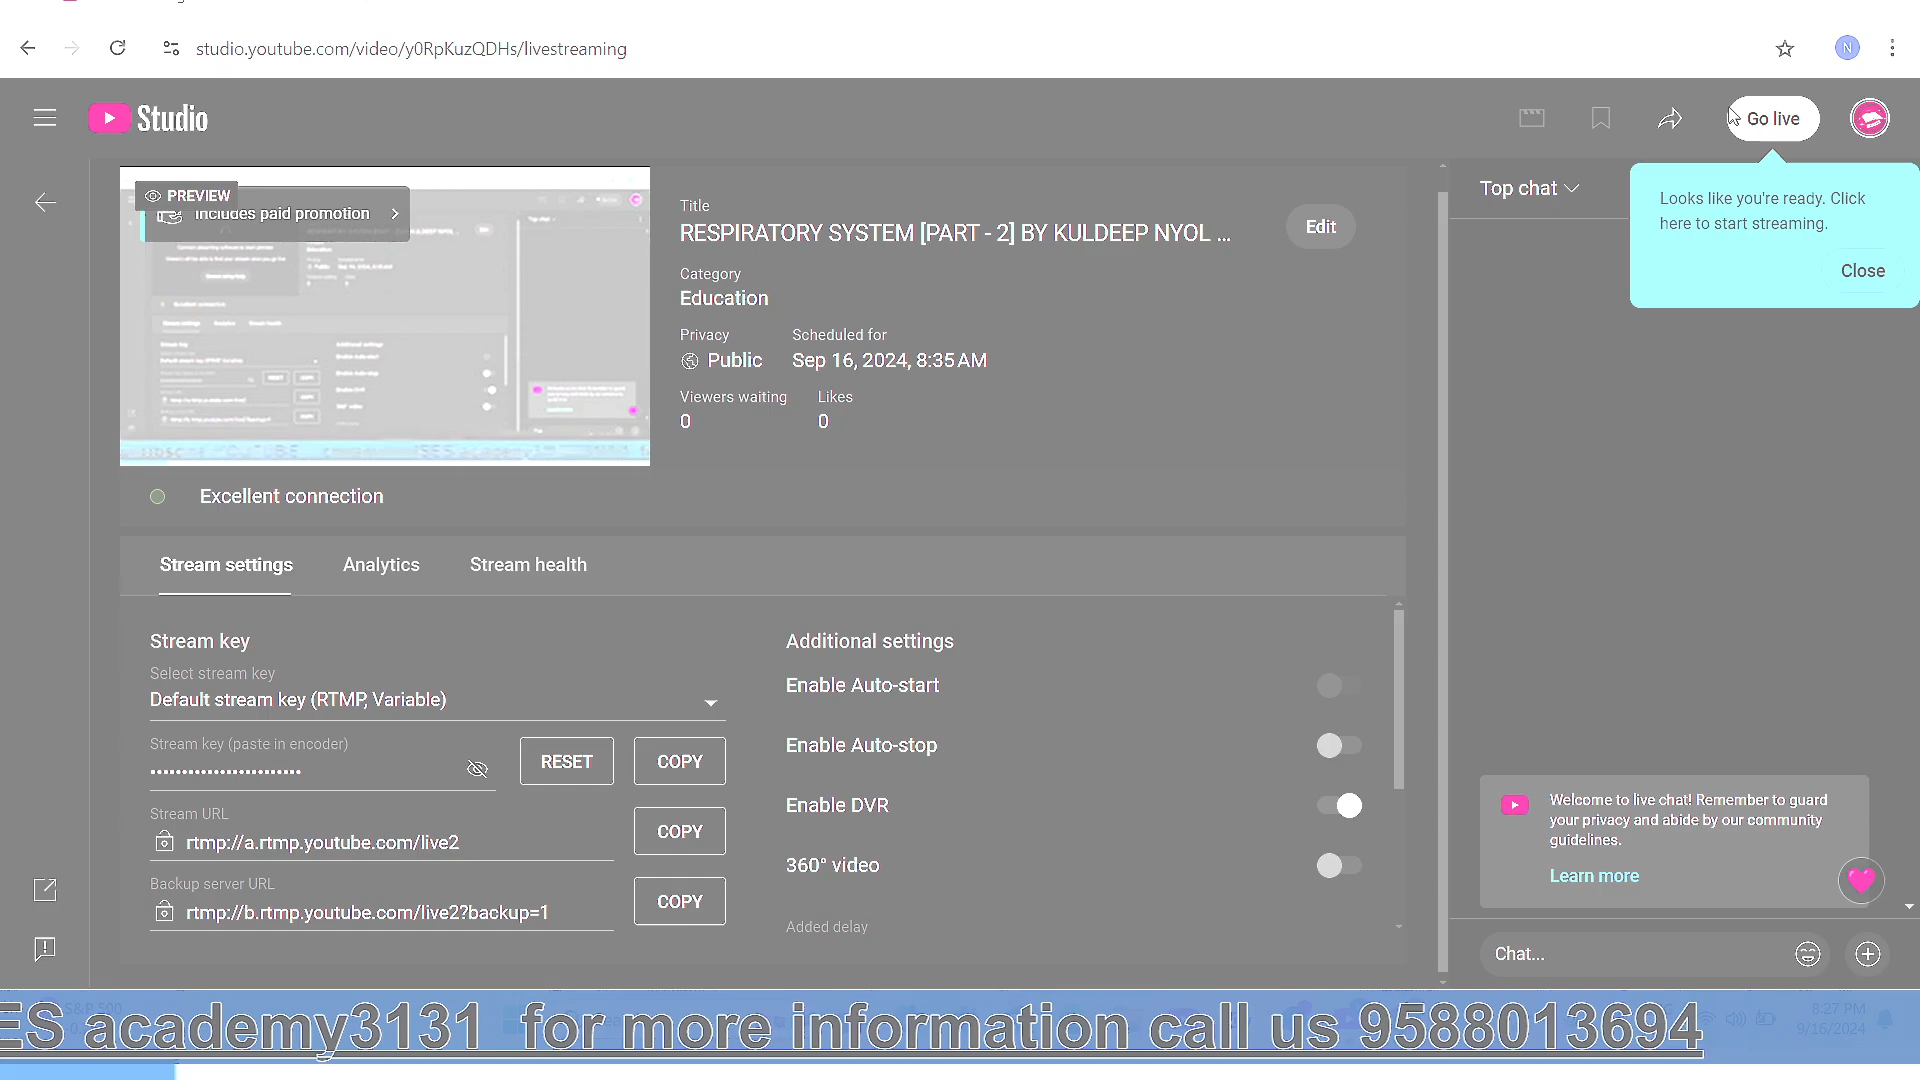 studio.youtube.com/video/y0RpKuzQDHs/livestreaming
N
Studio
Go live
PREVIEW
Includes paid promotion
Title
RESPIRATORY SYSTEM [PART - 2] BY KULDEEP NYOL ...
Edit
Category
Education
Privacy
Scheduled for
Public
Sep 16, 2024, 8:35 AM
Viewers waiting
Likes
0
0
Top chat
Looks like you're ready. Click
here to start streaming.
Close
Excellent connection
Stream settings
Analytics
Stream health
Stream key
Select stream key
Default stream key (RTMP, Variable)
Stream key (paste in encoder)
••••••••••••••••••••••••
RESET
COPY
Stream URL
rtmp://a.rtmp.youtube.com/live2
COPY
Backup server URL
rtmp://b.rtmp.youtube.com/live2?backup=1
COPY
Additional settings
Enable Auto-start
Enable Auto-stop
Enable DVR
360° video
Added delay
Welcome to live chat! Remember to guard
your privacy and abide by our community
guidelines.
Learn more
Chat...
S&P 500
ES academy3131 for more information call us 9588013694
8:27 PM
9/16/2024